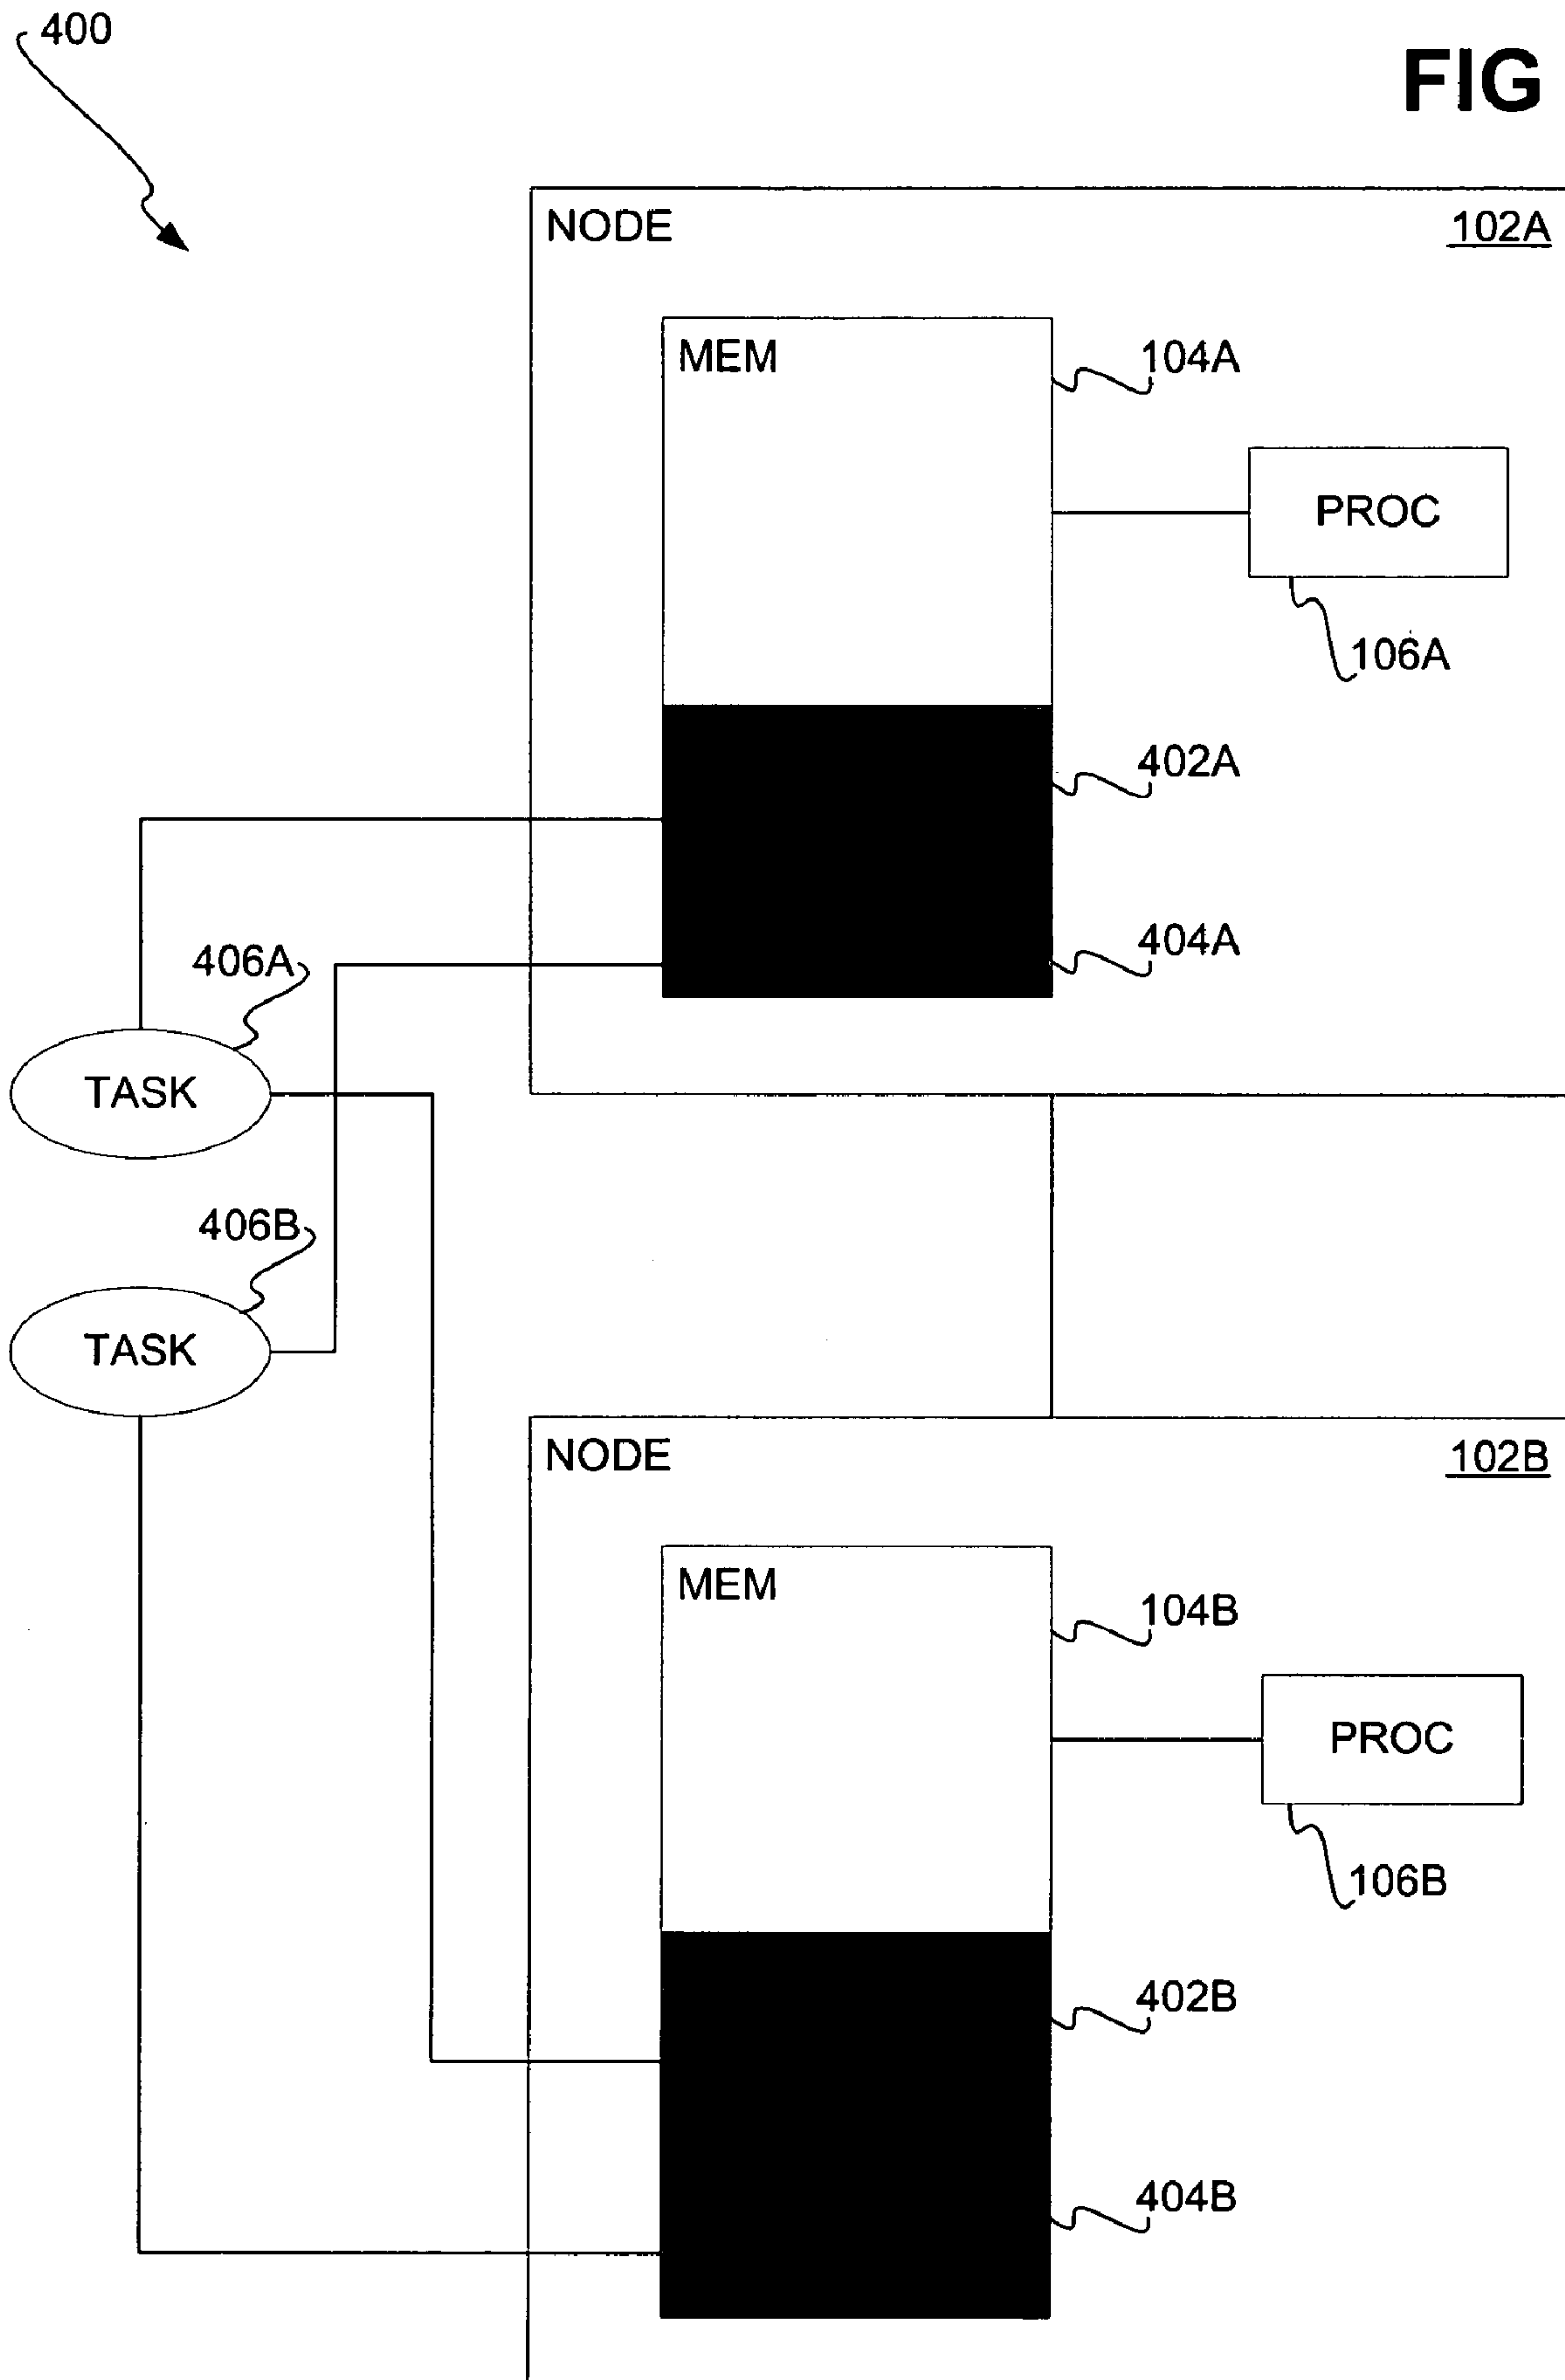 400
FIG
NODE
102A
MEM
104A
PROC
106A
402A
404A
406A
TASK
406B
TASK
NODE
102B
MEM
104B
PROC
106B
402B
404B